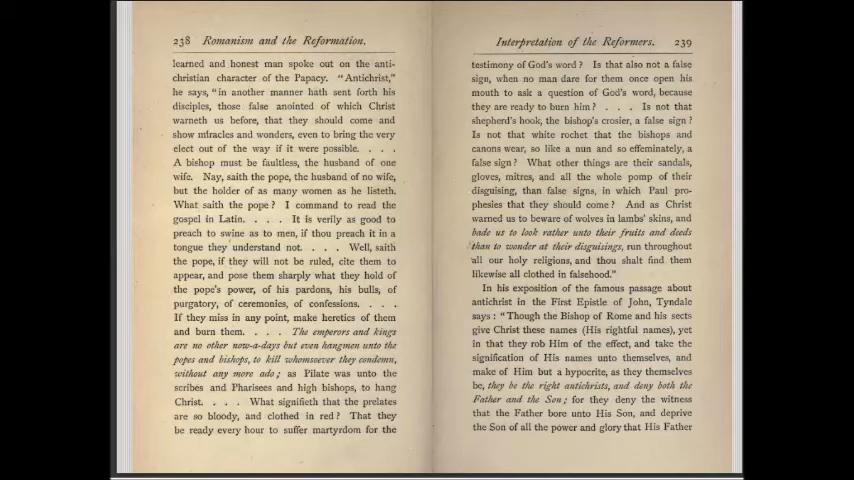 238 Romanism and the Reformation.
learned and honest man spoke out on the anti-
christian character of the Papacy. "Antichrist,"
he says, "in another manner hath sent forth his
disciples, those false anointed of which Christ
warneth us before, that they should come and
show miracles and wonders, even to bring the very
elect out of the way if it were possible. . . .
A bishop must be faultless, the husband of one
wife. Nay, saith the pope, the husband of no wife,
but the holder of as many women as he listeth.
What saith the pope? I command to read the
gospel in Latin. . . . It is verily as good to
preach to swine as to men, if thou preach it in a
tongue they understand not. . . . Well, saith
the pope, if they will not be ruled, cite them to
appear, and pose them sharply what they hold of
the pope's power, of his pardons, his bulls, of
purgatory, of ceremonies, of confessions. . . .
If they miss in any point, make heretics of them
and burn them. . . . The emperors and kings
are no other now-a-days but even hangmen unto the
popes and bishops, to kill whomsoever they condemn,
without any more ado; as Pilate was unto the
scribes and Pharisees and high bishops, to hang
Christ. . . . What signifieth that the prelates
are so bloody, and clothed in red? That they
be ready every hour to suffer martyrdom for the
Interpretation of the Reformers. 239
testimony of God's word? Is that also not a false
sign, when no man dare for them once open his
mouth to ask a question of God's word, because
they are ready to burn him? . . . Is not that
shepherd's hook, the bishop's crosier, a false sign?
Is not that white rochet that the bishops and
canons wear, so like a nun and so effeminately, a
false sign? What other things are their sandals,
gloves, mitres, and all the whole pomp of their
disguising, than false signs, in which Paul pro-
phesies that they should come? And as Christ
warned us to beware of wolves in lambs' skins, and
bade us to look rather unto their fruits and deeds
than to wonder at their disguisings, run throughout
all our holy religions, and thou shalt find them
likewise all clothed in falsehood."
In his exposition of the famous passage about
antichrist in the First Epistle of John, Tyndale
says: "Though the Bishop of Rome and his sects
give Christ these names (His rightful names), yet
in that they rob Him of the effect, and take the
signification of His names unto themselves, and
make of Him but a hypocrite, as they themselves
be, they be the right antichrists, and deny both the
Father and the Son; for they deny the witness
that the Father bore unto His Son, and deprive
the Son of all the power and glory that His Father